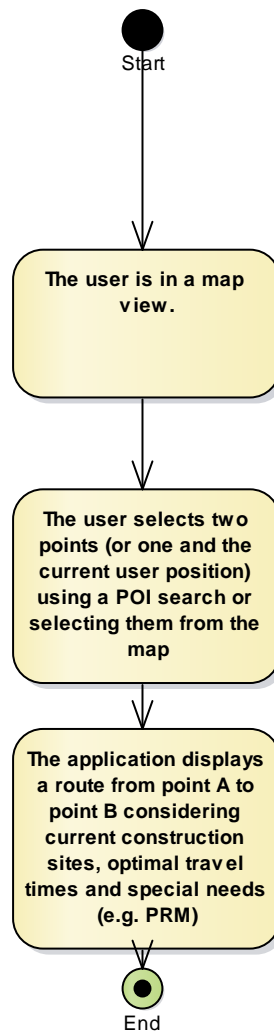 Start
The user is in a map
view.
The user selects two
points (or one and the
current user position)
using a POI search or
selecting them from the
map
The application displays
a route from point A to
point B considering
current construction
sites, optimal travel
times and special needs
(e.g. PRM)
End